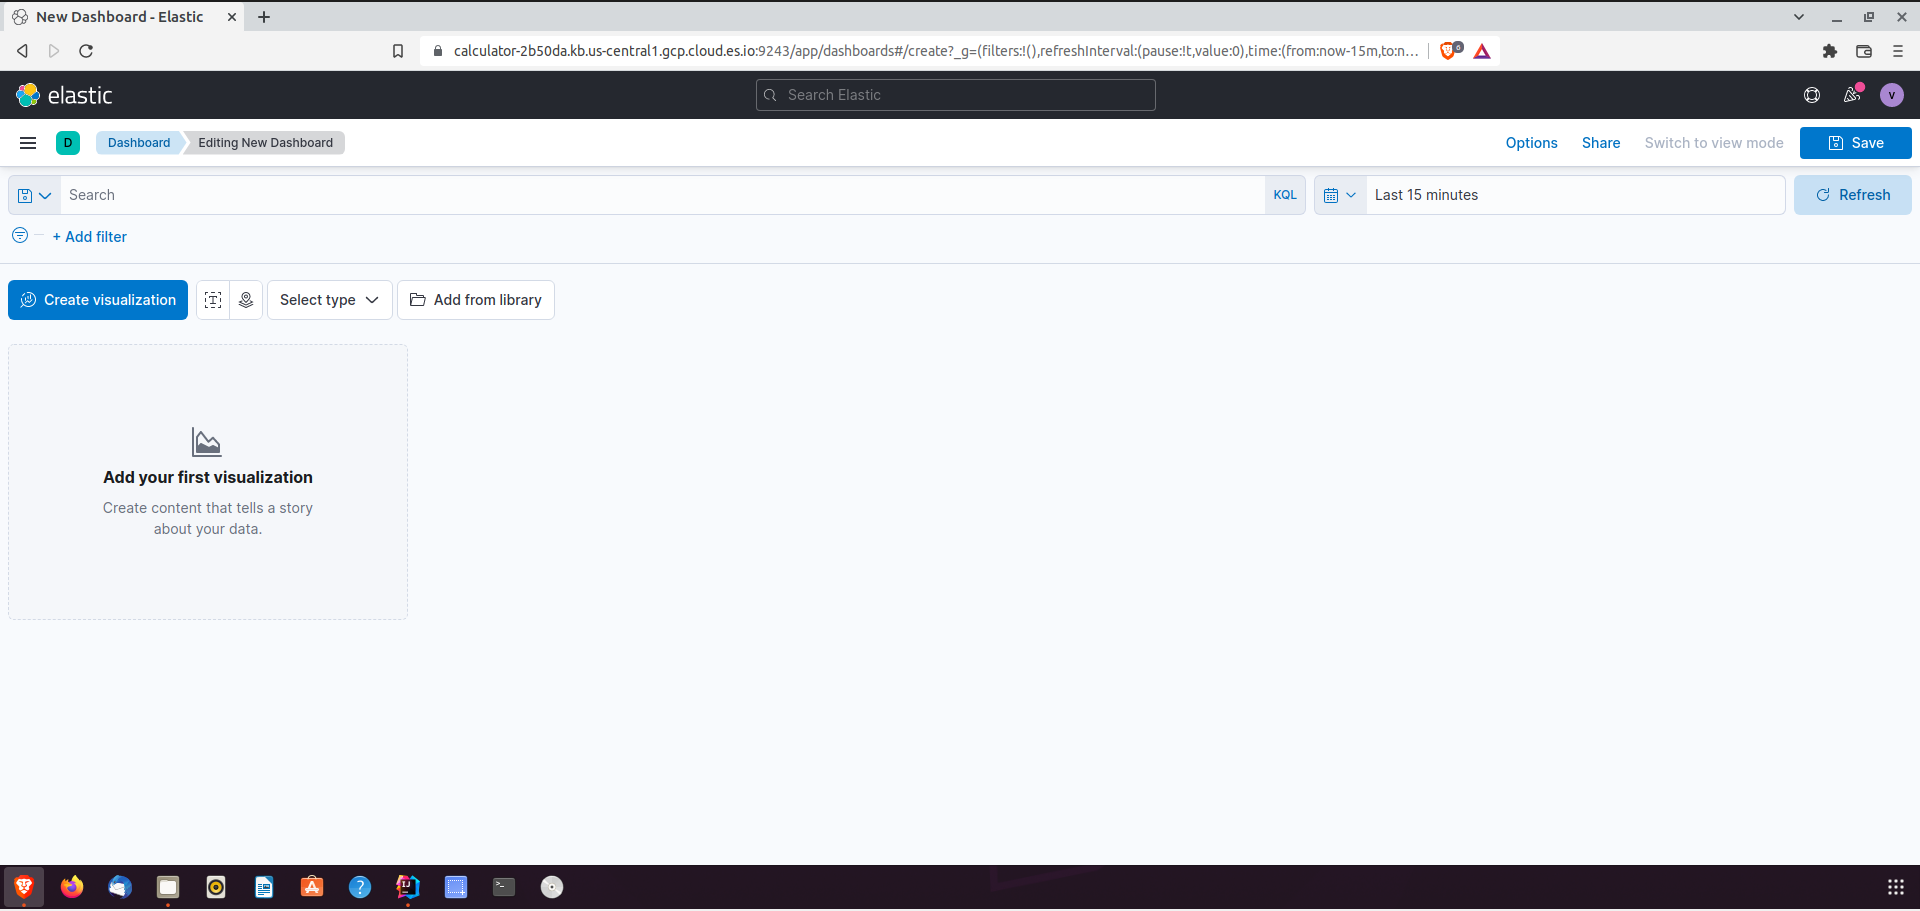 New Dashboard - Elastic
calculator-2b50da.kb.us-central1.gcp.cloud.es.io:9243/app/dashboards#/create?_g=(filters:!(),refreshInterval:(pause:!t,value:0),time:(from:now-15m,to:n...
6
elastic
Search Elastic
v
D
Dashboard
Editing New Dashboard
Options
Share
Switch to view mode
Save
Search
KQL
Last 15 minutes
Refresh
+ Add filter
Create visualization
T
Select type
Add from library
Add your first visualization
Create content that tells a story
about your data.
A
?
IJ
>_